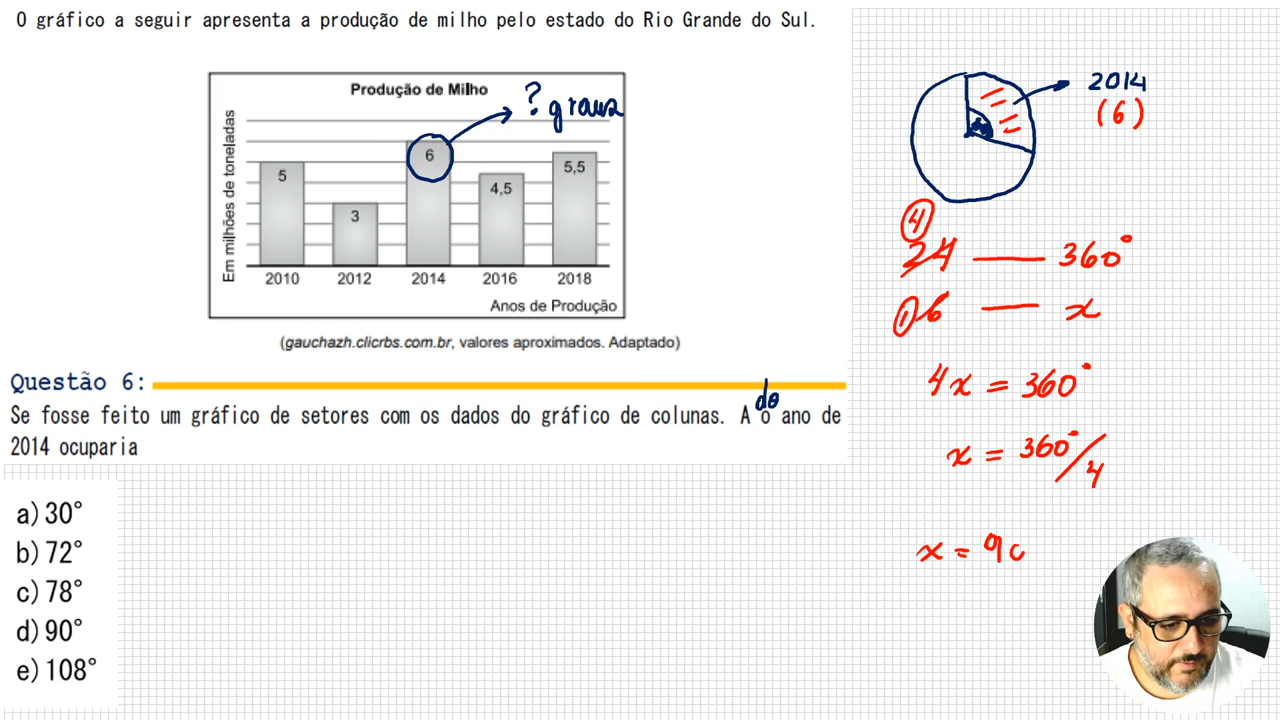 O gráfico a seguir apresenta a produção de milho pelo estado do Rio Grande do Sul.
Produção de Milho
? graus
Em milhões de toneladas
5
3
6
4,5
5,5
2010
2012
2014
2016
2018
Anos de Produção
(gauchazh.clicrbs.com.br, valores aproximados. Adaptado)
Questão 6:
do
Se fosse feito um gráfico de setores com os dados do gráfico de colunas. A o ano de
2014 ocuparia
a) 30°
b) 72°
c) 78°
d) 90°
e) 108°
2014
(6)
4
24 — 360°
1 6 — x
4x = 360°
x = 360°/4
x = 90